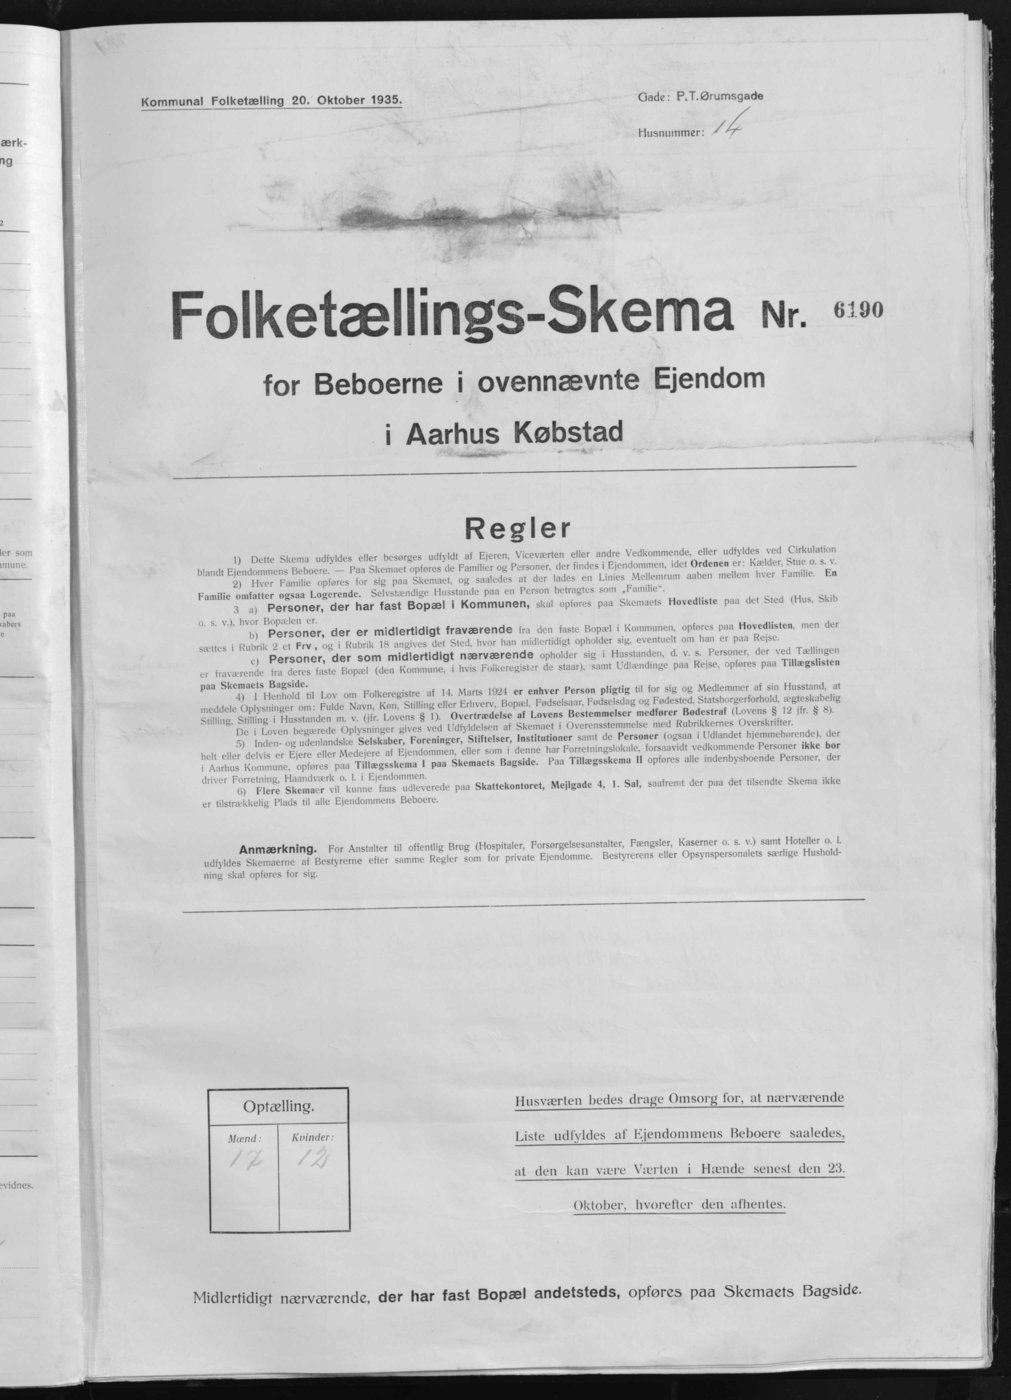 Kommunal Folketælling 20. Oktober 1935.
Gade: P.T.Ørumsgade
Husnummer: 14
Folketællings-Skema Nr. 6190
for Beboerne i ovennævnte Ejendom
i Aarhus Købstad
Regler
1) Dette Skema udfyldes eller besørges udfyldt af Ejeren, Viceværten eller andre Vedkommende, eller udfyldes ved Cirkulation
blandt Ejendommens Beboere. — Paa Skemaet opføres de Familier og Personer, der findes i Ejendommen, idet Ordenen er: Kælder, Stue o. s. v.
2) Hver Familie opføres for sig paa Skemaet, og saaledes at der lades en Linies Mellemrum aaben mellem hver Familie. En
Familie omfatter ogsaa Logerende. Selvstændige Husstande paa en Person betragtes som „Familie“.
3 a) Personer, der har fast Bopæl i Kommunen, skal opføres paa Skemaets Hovedliste paa det Sted (Hus, Skib
o. s. v.), hvor Bopælen er.
b) Personer, der er midlertidigt fraværende fra den faste Bopæl i Kommunen, opføres paa Hovedlisten, men der
sættes i Rubrik 2 et Frv., og i Rubrik 18 angives det Sted, hvor han midlertidigt opholder sig, eventuelt om han er paa Rejse.
c) Personer, der som midlertidigt nærværende opholder sig i Husstanden, d. v. s. Personer, der ved Tællingen
er fraværende fra deres faste Bopæl (den Kommune, i hvis Folkeregister de staar), samt Udlændinge paa Rejse, opføres paa Tillægslisten
paa Skemaets Bagside.
4) I Henhold til Lov om Folkeregistre af 14. Marts 1924 er enhver Person pligtig til for sig og Medlemmer af sin Husstand, at
meddele Oplysninger om: Fulde Navn, Køn, Stilling eller Erhverv, Bopæl, Fødselsaar, Fødselsdag og Fødested, Statsborgerforhold, ægteskabelig
Stilling, Stilling i Husstanden m. v. (jfr. Lovens § 1). Overtrædelse af Lovens Bestemmelser medfører Bødestraf (Lovens § 12 jfr. § 8).
De i Loven begærede Oplysninger gives ved Udfyldelsen af Skemaet i Overensstemmelse med Rubrikkernes Overskrifter.
5) Inden- og udenlandske Selskaber, Foreninger, Stiftelser, Institutioner samt de Personer (ogsaa i Udlandet hjemmehørende), der
helt eller delvis er Ejere eller Medejere af Ejendommen, eller som i denne har Forretningslokale, forsaavidt vedkommende Personer ikke bor
i Aarhus Kommune, opføres paa Tillægsskema I paa Skemaets Bagside. Paa Tillægsskema II opføres alle indenbysboende Personer, der
driver Forretning, Haandværk o. l. i Ejendommen.
6) Flere Skemaer vil kunne faas udleverede paa Skattekontoret, Mejlgade 4, 1. Sal, saafremt der paa det tilsendte Skema ikke
er tilstrækkelig Plads til alle Ejendommens Beboere.
Anmærkning. For Anstalter til offentlig Brug (Hospitaler, Forsørgelsesanstalter, Fængsler, Kaserner o. s. v.) samt Hoteller o. l.
udfyldes Skemaerne af Bestyrerne efter samme Regler som for private Ejendomme. Bestyrerens eller Opsynspersonalets særlige Hushold-
ning skal opføres for sig.
Optælling.
Mænd: Kvinder:
17 12
Husværten bedes drage Omsorg for, at nærværende
Liste udfyldes af Ejendommens Beboere saaledes,
at den kan være Værten i Hænde senest den 23.
Oktober, hvorefter den afhentes.
Midlertidigt nærværende, der har fast Bopæl andetsteds, opføres paa Skemaets Bagside.